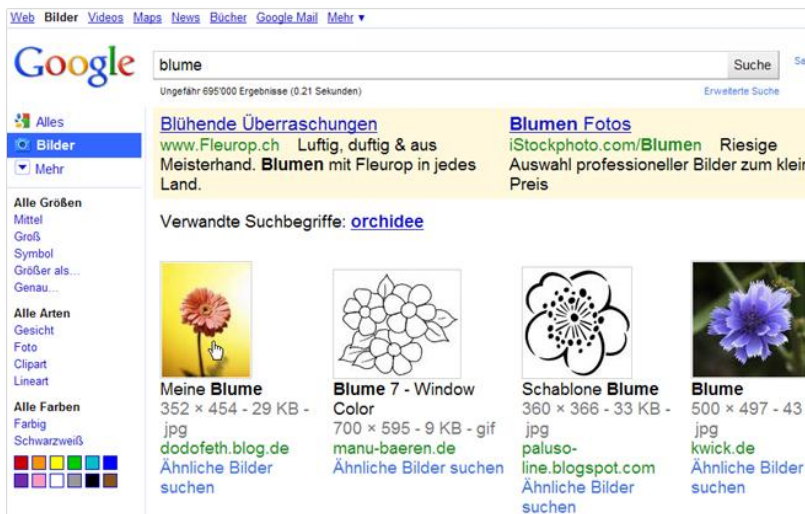 Web Bilder Videos Maps News Bücher Google Mail Mehr ▼
Google
blume
Suche
Ungefähr 695'000 Ergebnisse (0.21 Sekunden)
Erweiterte Suche
Alles
Bilder
Mehr
Alle Größen
Mittel
Groß
Symbol
Größer als...
Genau...
Alle Arten
Gesicht
Foto
Clipart
Lineart
Alle Farben
Farbig
Schwarzweiß
Blühende Überraschungen
www.Fleurop.ch Luftig, duftig & aus
Meisterhand. Blumen mit Fleurop in jedes
Land.
Blumen Fotos
iStockphoto.com/Blumen Riesige
Auswahl professioneller Bilder zum
Preis
Verwandte Suchbegriffe: orchidee
Meine Blume
352 × 454 - 29 KB -
jpg
dodofeth.blog.de
Ähnliche Bilder
suchen
Blume 7 - Window
Color
700 × 595 - 9 KB - gif
manu-baeren.de
Ähnliche Bilder suchen
Schablone Blume
360 × 366 - 33 KB -
jpg
paluso-
line.blogspot.com
Ähnliche Bilder
suchen
Blume
500 × 497 - 43
jpg
kwick.de
Ähnliche Bilder
suchen